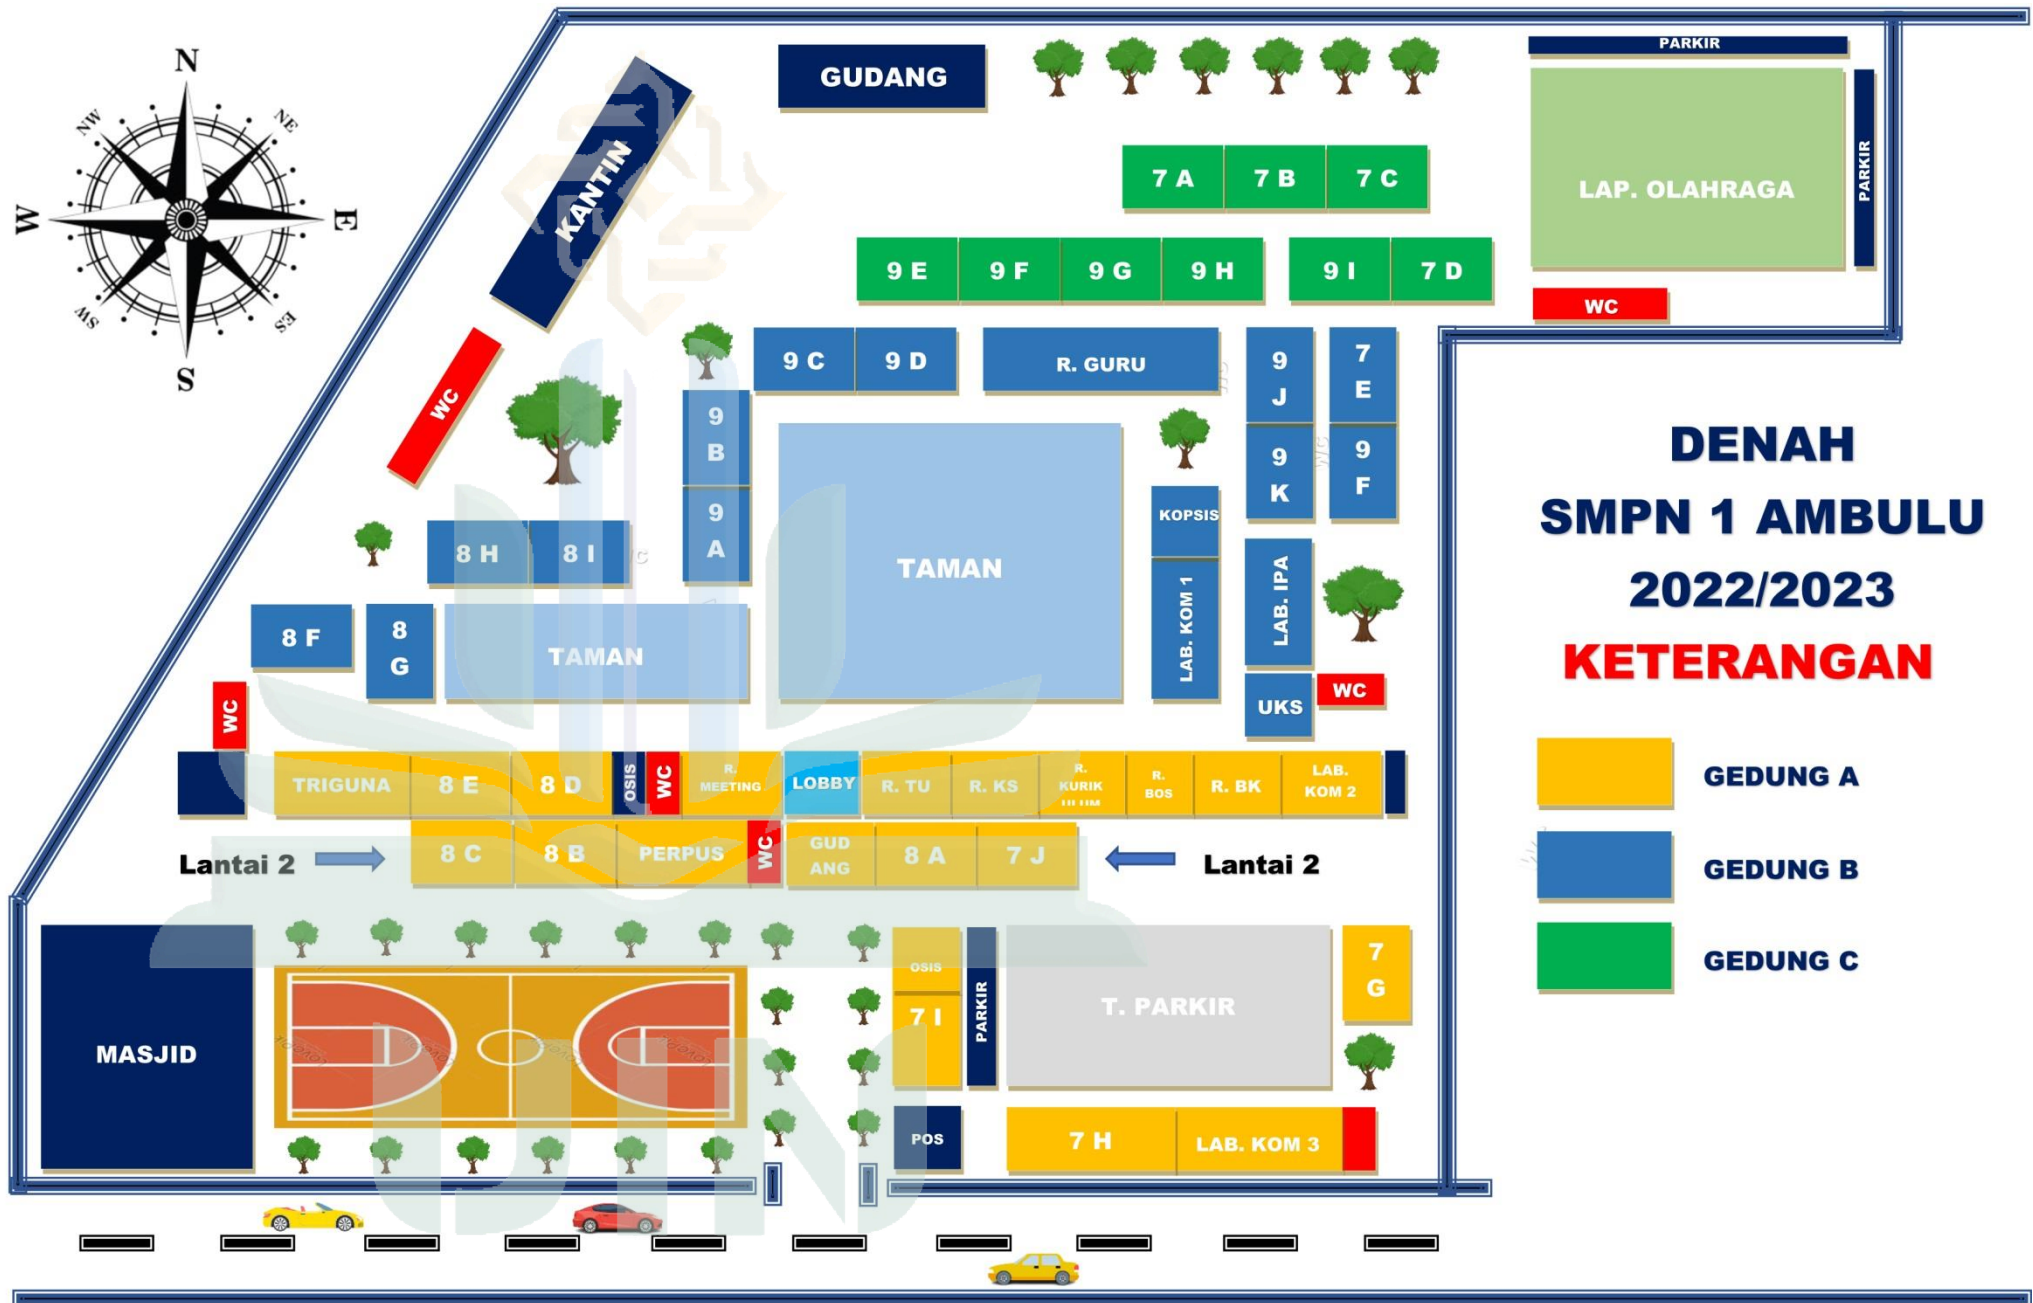 N
NW
NE
W
E
SW
ES
S
GUDANG
PARKIR
KANTIN
7 A
7 B
7 C
LAP. OLAHRAGA
PARKIR
9 E
9 F
9 G
9 H
9 I
7 D
WC
WC
9 C
9 D
R. GURU
9
J
7
E
9
B
9
K
9
F
9
A
KOPSIS
8 H
8 I
TAMAN
LAB. KOM 1
LAB. IPA
8 F
8
G
TAMAN
WC
UKS
WC
DENAH
SMPN 1 AMBULU
2022/2023
KETERANGAN
GEDUNG A
GEDUNG B
GEDUNG C
TRIGUNA
8 E
8 D
OSIS
WC
R.
MEETING
LOBBY
R. TU
R. KS
R.
KURIK
R.
BOS
R. BK
LAB.
KOM 2
Lantai 2
8 C
8 B
PERPUS
WC
GUD
ANG
8 A
7 J
Lantai 2
MASJID
OSIS
7 I
PARKIR
T. PARKIR
7
G
POS
7 H
LAB. KOM 3
UIN